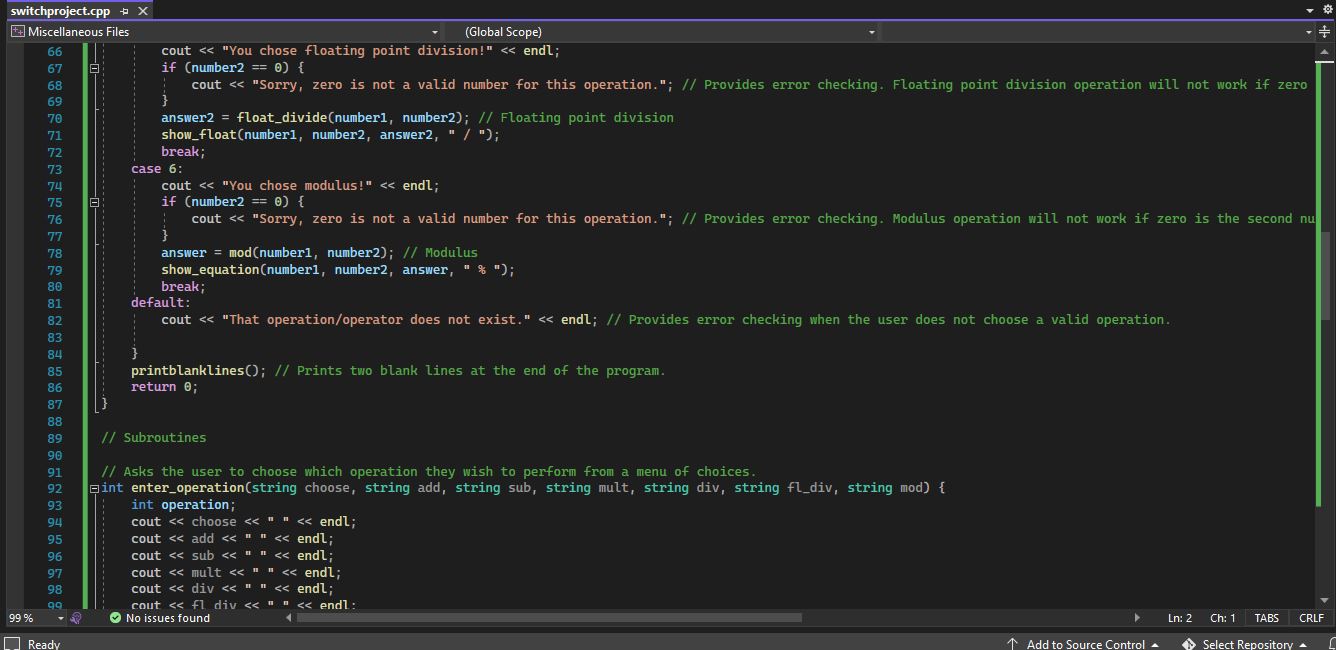 switchproject.cpp
Miscellaneous Files (Global Scope)
66 cout << "You chose floating point division!" << endl;
67 if (number2 == 0) {
68 cout << "Sorry, zero is not a valid number for this operation."; // Provides error checking. Floating point division operation will not work if zero
69 }
70 answer2 = float_divide(number1, number2); // Floating point division
71 show_float(number1, number2, answer2, " / ");
72 break;
73 case 6:
74 cout << "You chose modulus!" << endl;
75 if (number2 == 0) {
76 cout << "Sorry, zero is not a valid number for this operation."; // Provides error checking. Modulus operation will not work if zero is the second nu
77 }
78 answer = mod(number1, number2); // Modulus
79 show_equation(number1, number2, answer, " % ");
80 break;
81 default:
82 cout << "That operation/operator does not exist." << endl; // Provides error checking when the user does not choose a valid operation.
83
84 }
85 printblanklines(); // Prints two blank lines at the end of the program.
86 return 0;
87 }
88
89 // Subroutines
90
91 // Asks the user to choose which operation they wish to perform from a menu of choices.
92 int enter_operation(string choose, string add, string sub, string mult, string div, string fl_div, string mod) {
93 int operation;
94 cout << choose << " " << endl;
95 cout << add << " " << endl;
96 cout << sub << " " << endl;
97 cout << mult << " " << endl;
98 cout << div << " " << endl;
99 cout << fl_div << " " << endl;
99 % No issues found Ln: 2 Ch: 1 TABS CRLF
Ready Add to Source Control Select Repository